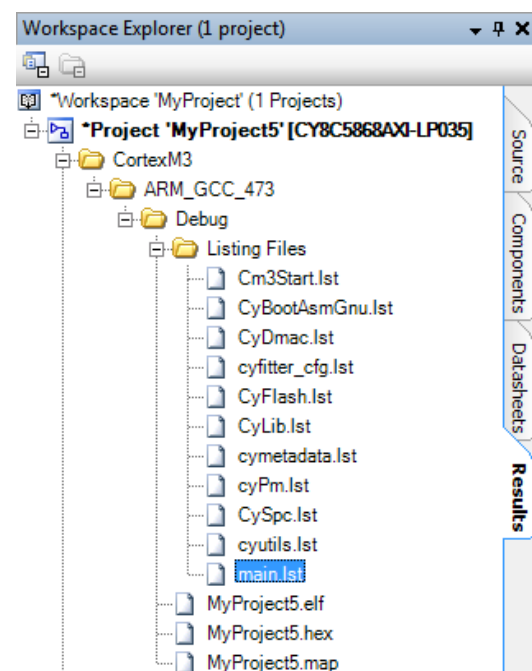 Workspace Explorer (1 project)
*Workspace 'MyProject' (1 Projects)
*Project 'MyProject5' [CY8C5868AXI-LP035]
CortexM3
ARM_GCC_473
Debug
Listing Files
Cm3Start.lst
CyBootAsmGnu.lst
CyDmac.lst
cyfitter_cfg.lst
CyFlash.lst
CyLib.lst
cymetadata.lst
cyPm.lst
CySpc.lst
cyutils.lst
main.lst
MyProject5.elf
MyProject5.hex
MyProject5.map
Source
Components
Datasheets
Results